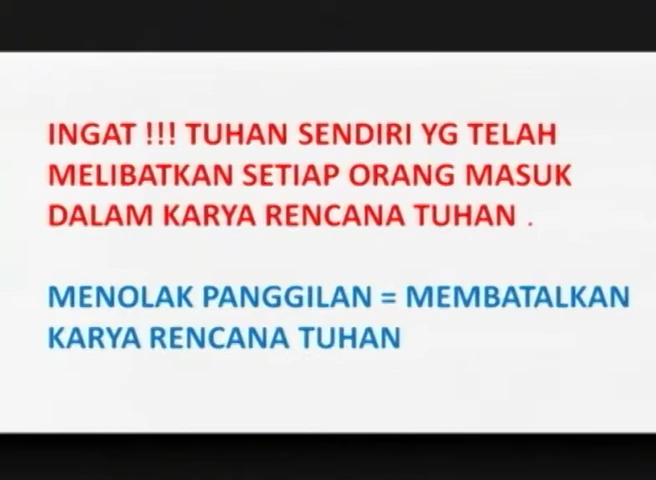 INGAT !!! TUHAN SENDIRI YG TELAH
MELIBATKAN SETIAP ORANG MASUK
DALAM KARYA RENCANA TUHAN .
MENOLAK PANGGILAN = MEMBATALKAN
KARYA RENCANA TUHAN